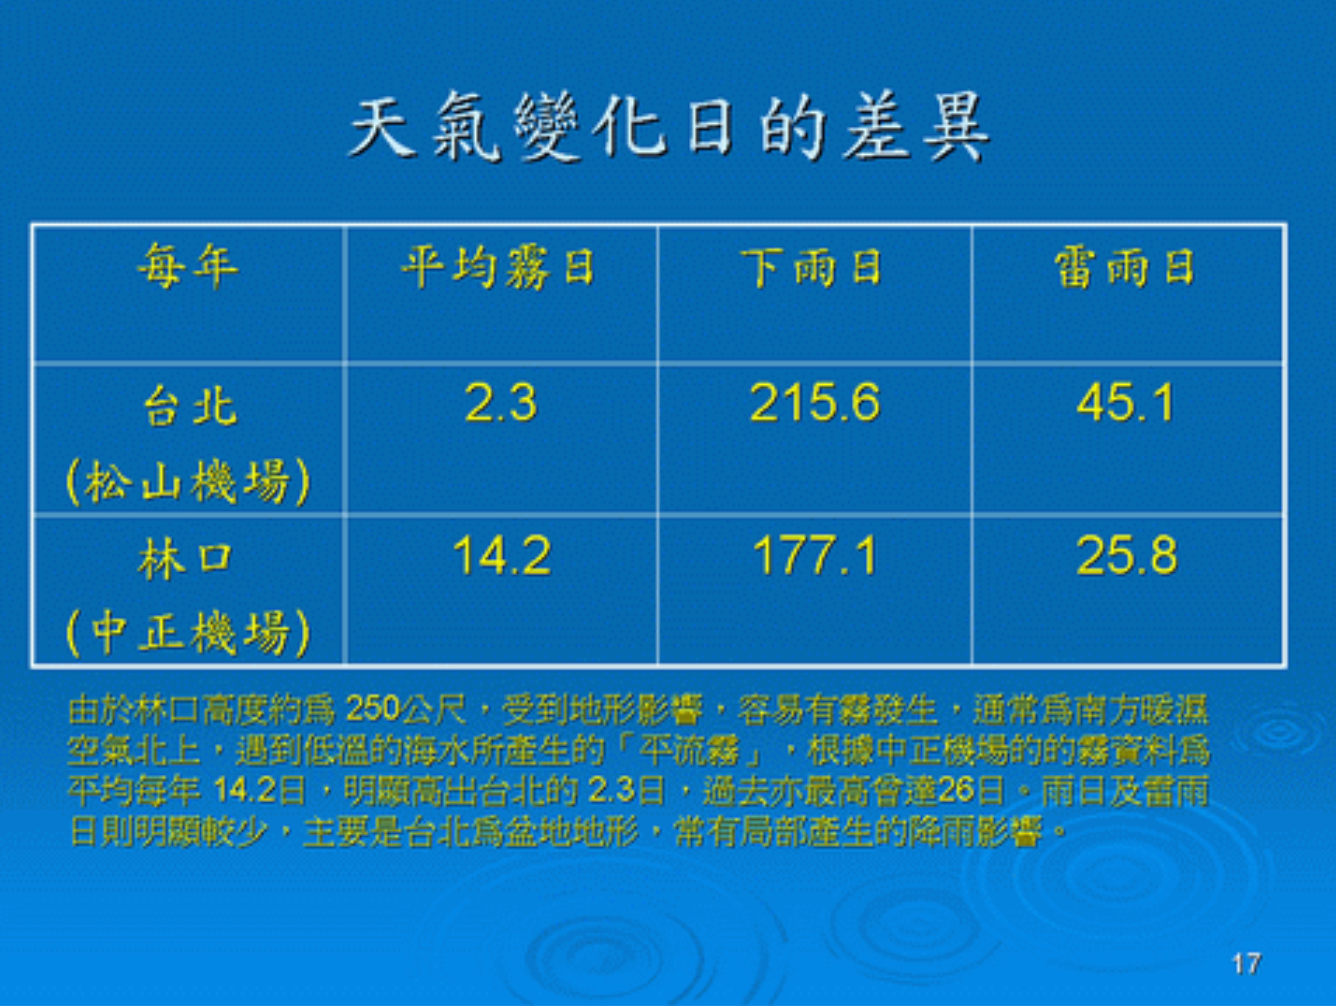 天氣變化日的差異
每年 平均霧日 下雨日 雷雨日
台北 2.3 215.6 45.1
(松山機場)
林口 14.2 177.1 25.8
(中正機場)
由於林口高度約為 250公尺，受到地形影響，容易有霧發生，通常為南方暖濕
空氣北上，遇到低溫的海水所產生的「平流霧」，根據中正機場的的霧資料為
平均每年 14.2日，明顯高出台北的 2.3日，過去亦最高曾達26日。雨日及雷雨
日則明顯較少，主要是台北為盆地地形，常有局部產生的降雨影響。
17